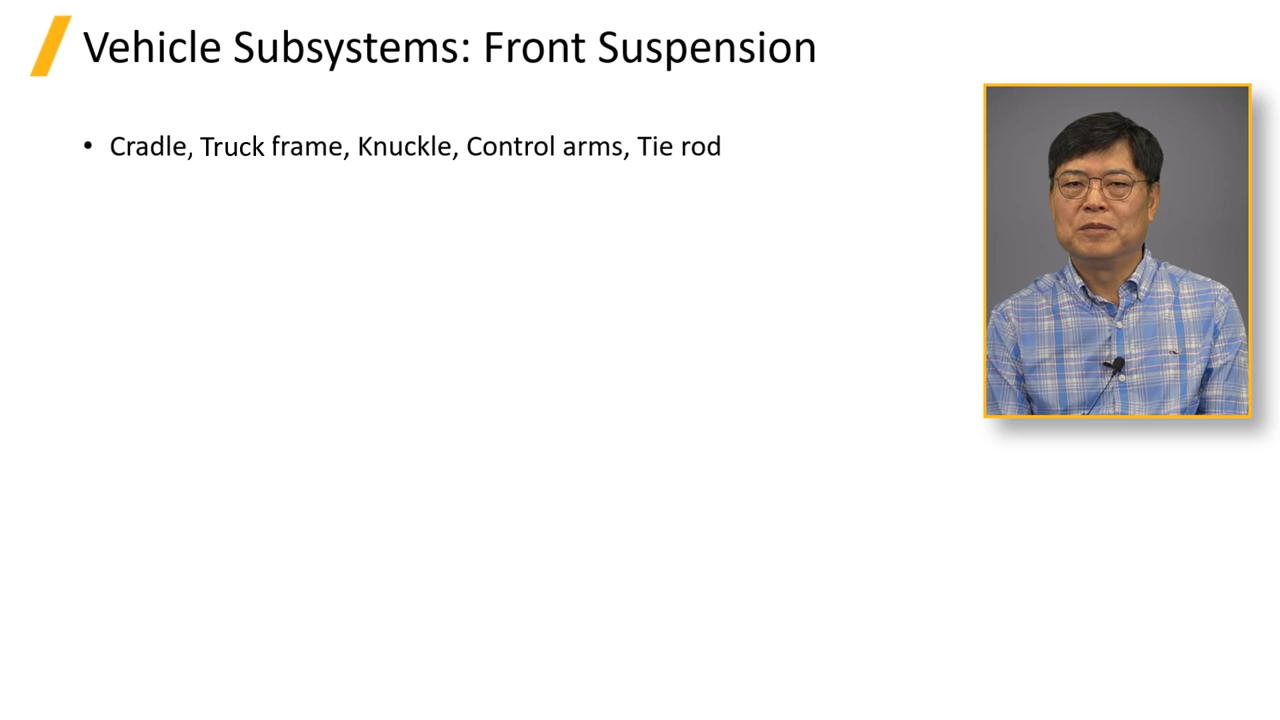 Vehicle Subsystems: Front Suspension
• Cradle, Truck frame, Knuckle, Control arms, Tie rod